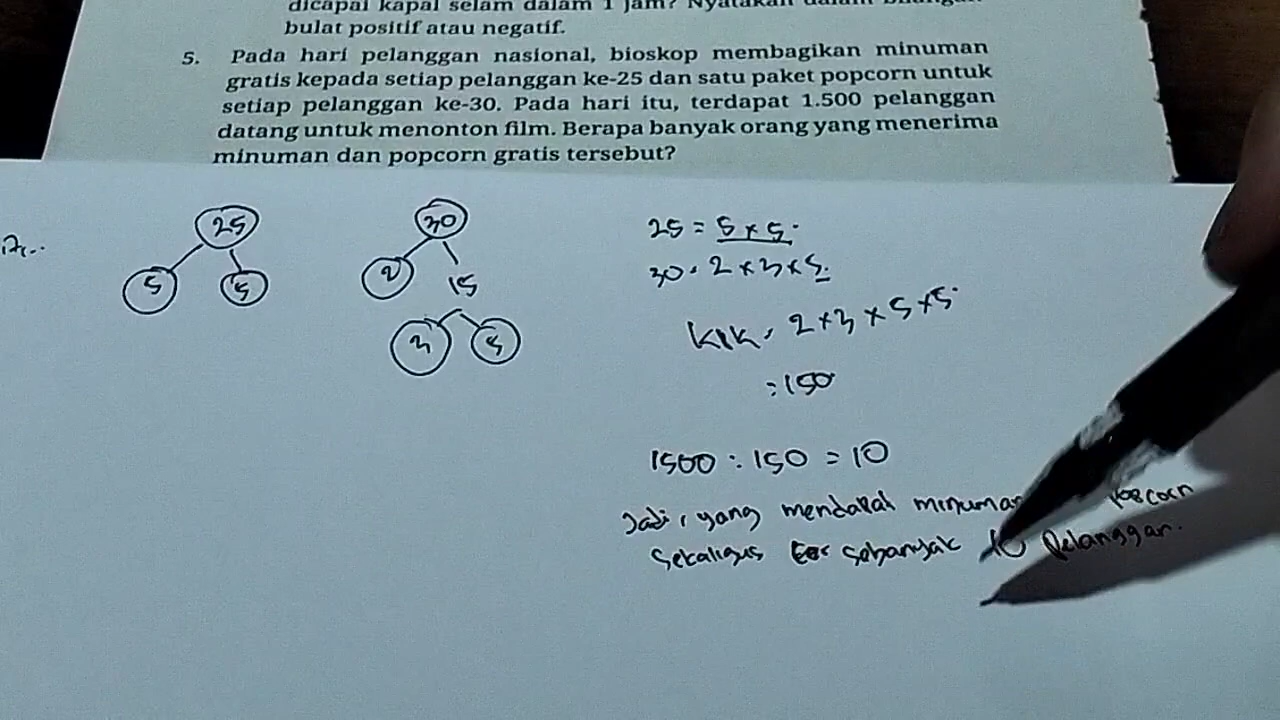 dicapai kapal selam dalam 1 jam? Nyatakan dalam bilangan
bulat positif atau negatif.
5. Pada hari pelanggan nasional, bioskop membagikan minuman
gratis kepada setiap pelanggan ke-25 dan satu paket popcorn untuk
setiap pelanggan ke-30. Pada hari itu, terdapat 1.500 pelanggan
datang untuk menonton film. Berapa banyak orang yang menerima
minuman dan popcorn gratis tersebut?
25
5
5
30
2
15
3
5
25 = 5 x 5
30 = 2 x 3 x 5
KPK = 2 x 3 x 5 x 5
= 150
1500 : 150 = 10
Jadi, yang mendapat minuman popcorn
sekaligus sebanyak 10 pelanggan.